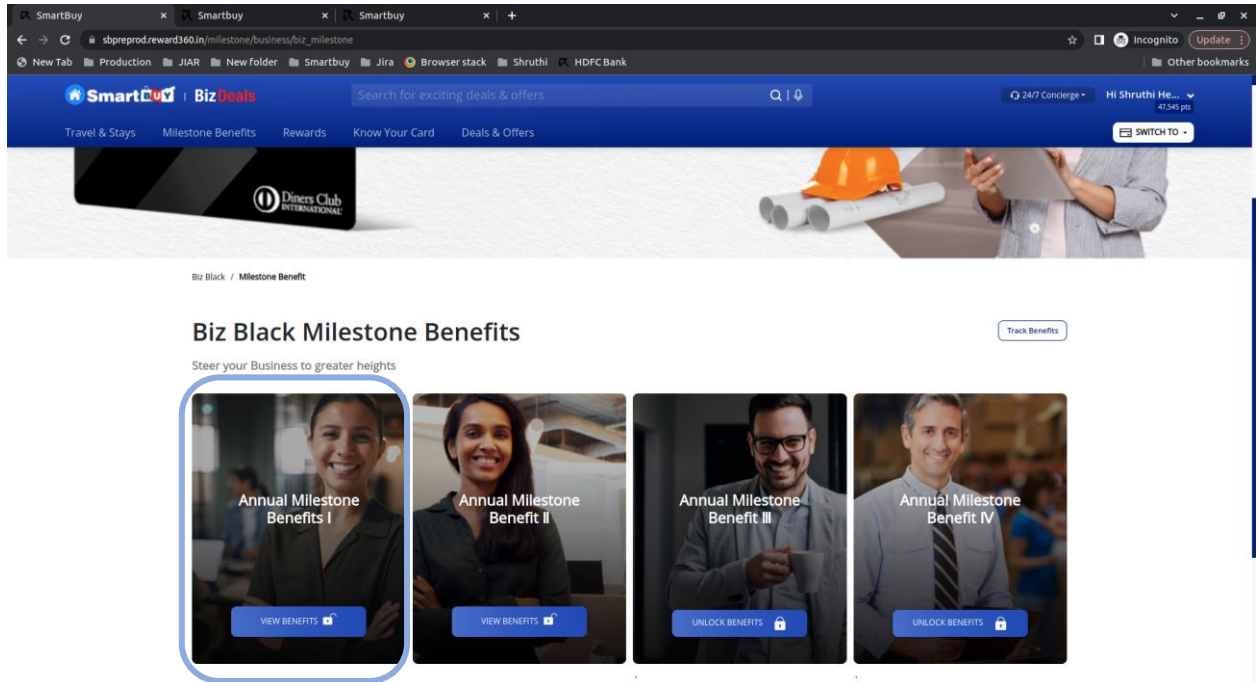 SmartBuy
Smartbuy
Smartbuy
sbpreprod.reward360.in/milestone/business/biz_milestone
Incognito
Update
New Tab
Production
JIAR
New folder
Smartbuy
Jira
Browserstack
Shruthi
HDFC Bank
Other bookmarks
SmartBUY | BizDeals
Search for exciting deals & offers
24/7 Concierge
Hi Shruthi He...
47,545 pts
Travel & Stays
Milestone Benefits
Rewards
Know Your Card
Deals & Offers
SWITCH TO
Diners Club
INTERNATIONAL
Biz Black / Milestone Benefit
Biz Black Milestone Benefits
Track Benefits
Steer your Business to greater heights
Annual Milestone
Benefits I
VIEW BENEFITS
Annual Milestone
Benefit II
VIEW BENEFITS
Annual Milestone
Benefit III
UNLOCK BENEFITS
Annual Milestone
Benefit IV
UNLOCK BENEFITS